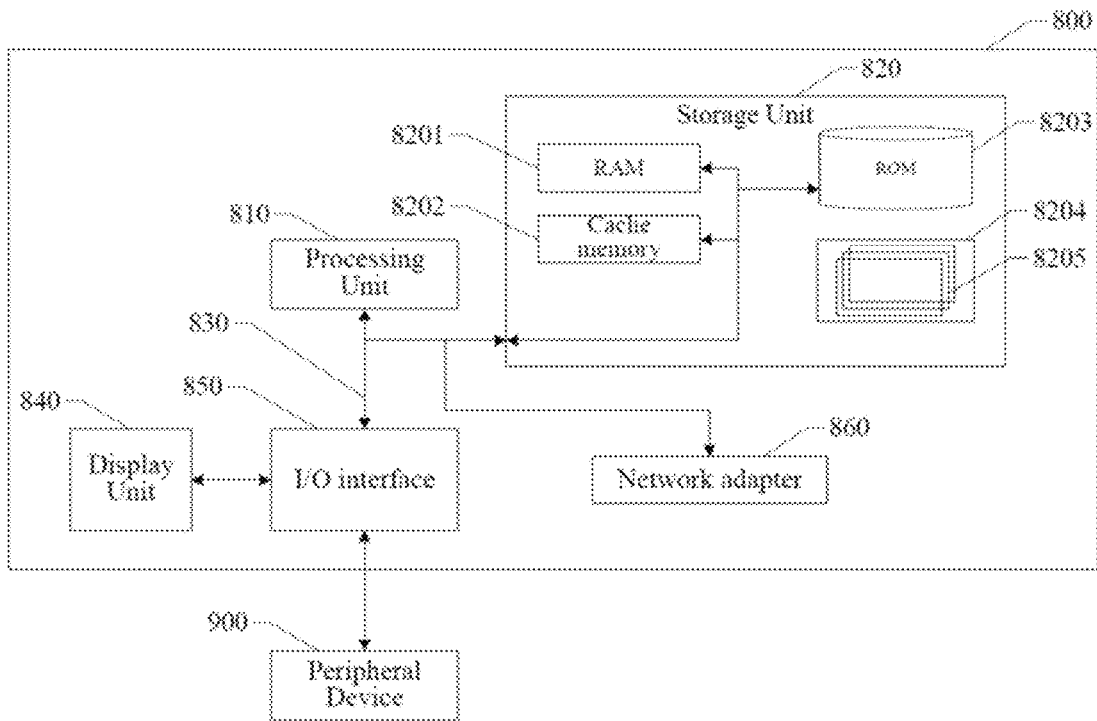 800
820
Storage Unit
8201
RAM
8203
ROM
8202
Cache
memory
8204
8205
810
Processing
Unit
830
850
840
Display
Unit
I/O interface
860
Network adapter
900
Peripheral
Device